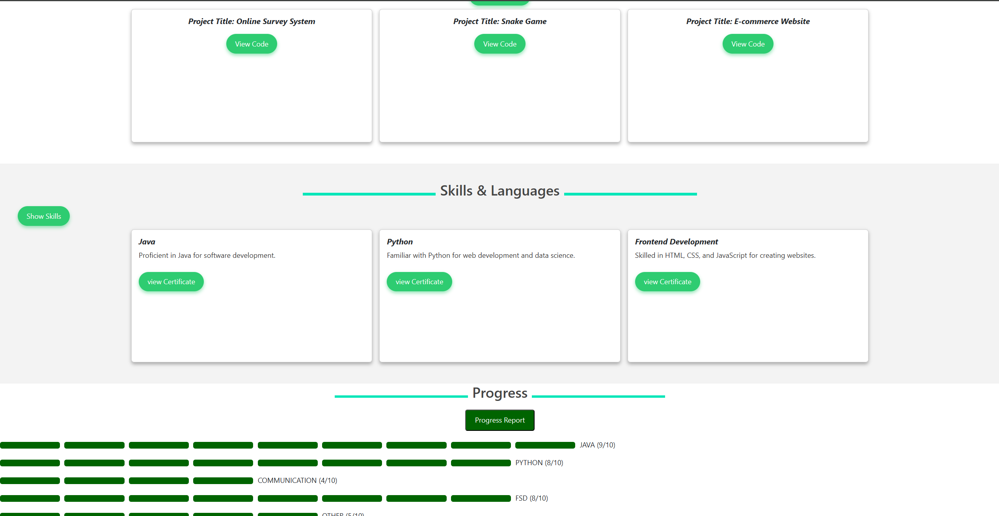 Project Title: Online Survey System
View Code
Project Title: Snake Game
View Code
Project Title: E-commerce Website
View Code
Skills & Languages
Show Skills
Java
Proficient in Java for software development.
view Certificate
Python
Familiar with Python for web development and data science.
view Certificate
Frontend Development
Skilled in HTML, CSS, and JavaScript for creating websites.
view Certificate
Progress
Progress Report
JAVA (9/10)
PYTHON (8/10)
COMMUNICATION (4/10)
FSD (8/10)
OTHER (5/10)